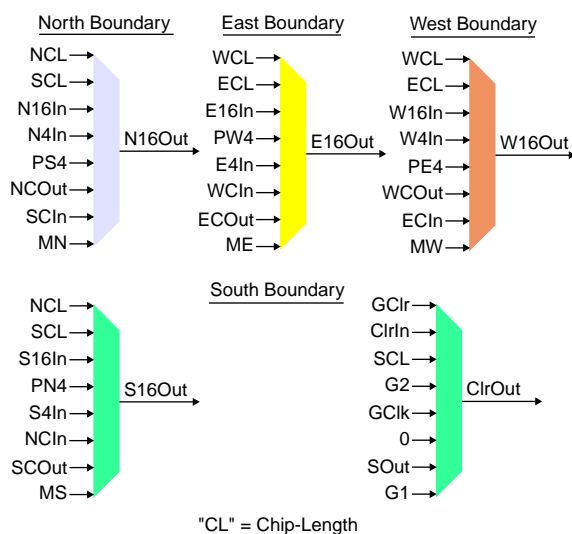 North Boundary
NCL
SCL
N16In
N4In
PS4
NCOut
SCIn
MN
N16Out
East Boundary
WCL
ECL
E16In
PW4
E4In
WCIn
ECOut
ME
E16Out
West Boundary
WCL
ECL
W16In
W4In
PE4
WCOut
ECIn
MW
W16Out
South Boundary
NCL
SCL
S16In
PN4
S4In
NCIn
SCOut
MS
S16Out
GClr
ClrIn
SCL
G2
GClk
0
SOut
G1
ClrOut
"CL" = Chip-Length